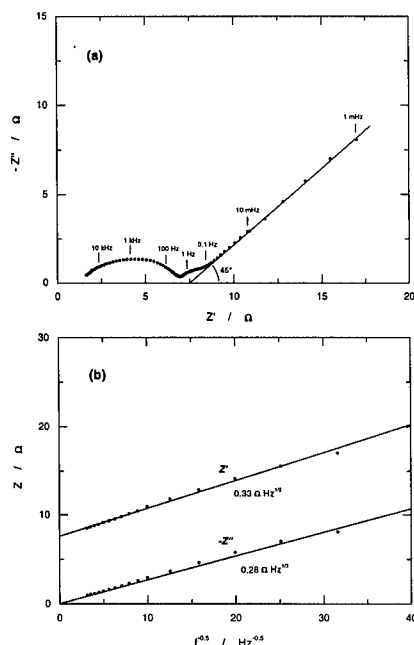 15
(a)
10
-Z" / Ω
1 mHz
10 mHz
5
10 kHz
1 kHz
100 Hz
1 Hz
0.1 Hz
45°
0
0
5
10
15
20
Z' / Ω
30
(b)
20
Z / Ω
Z'
0.33 Ω Hz^1/2
10
-Z"
0.28 Ω Hz^1/2
0
0
10
20
30
40
f^-0.5 / Hz^-0.5